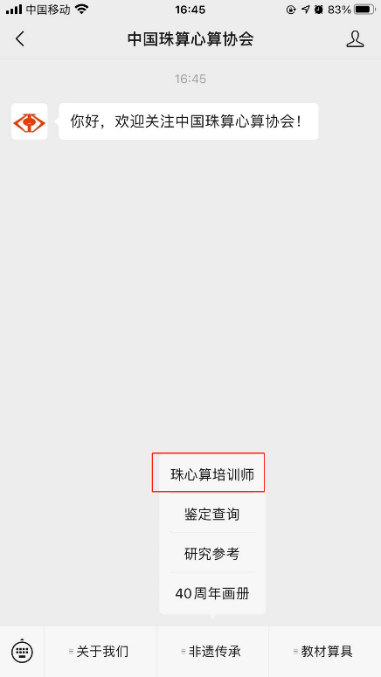 中国移动 16:45 83%
中国珠算心算协会
16:45
你好，欢迎关注中国珠算心算协会！
珠心算培训师
鉴定查询
研究参考
40周年画册
关于我们 非遗传承 教材算具